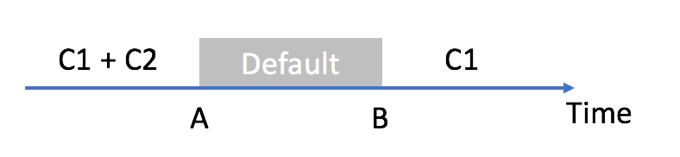 C1 + C2
Default
C1
A
B
Time